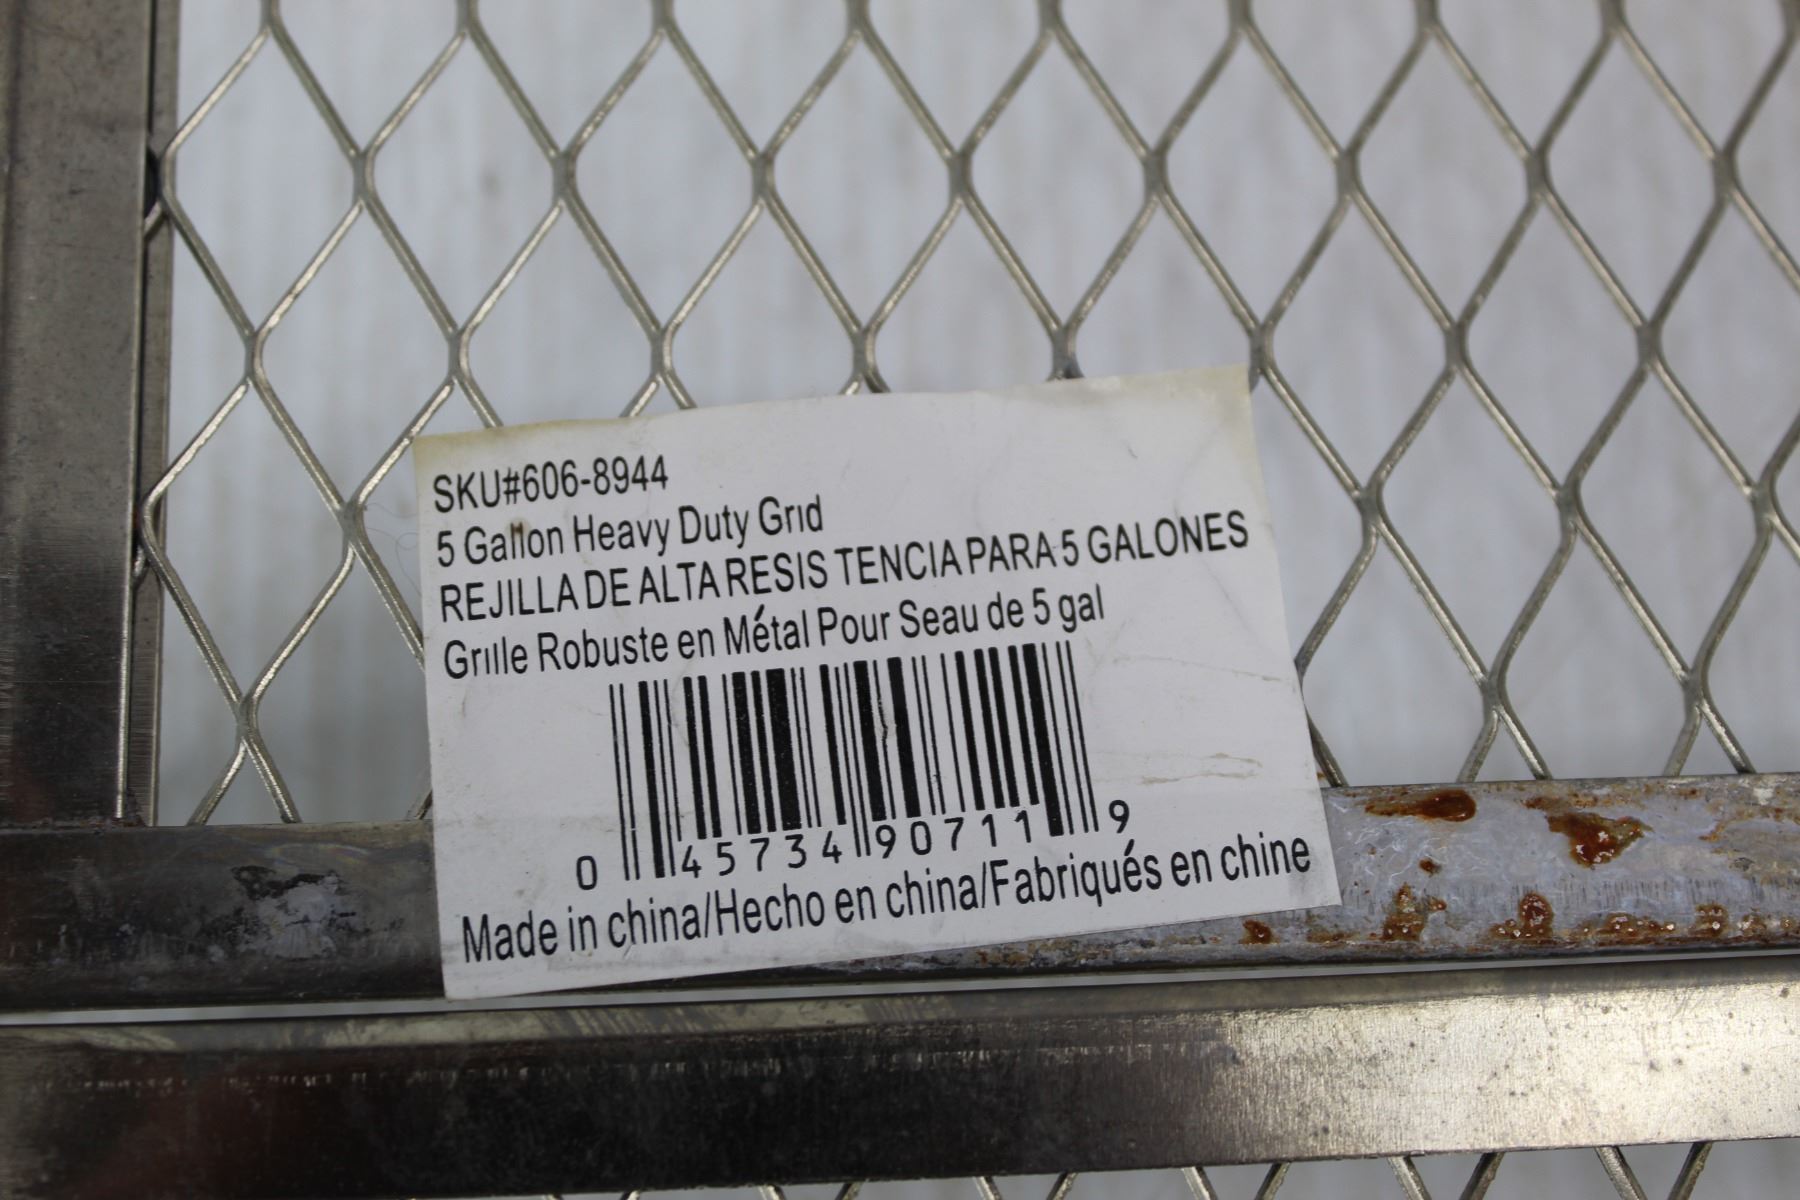 SKU#606-8944
5 Gallon Heavy Duty Grid
REJILLA DE ALTA RESIS TENCIA PARA 5 GALONES
Grille Robuste en Métal Pour Seau de 5 gal
0 45734 90711 9
Made in china/Hecho en china/Fabriqués en chine